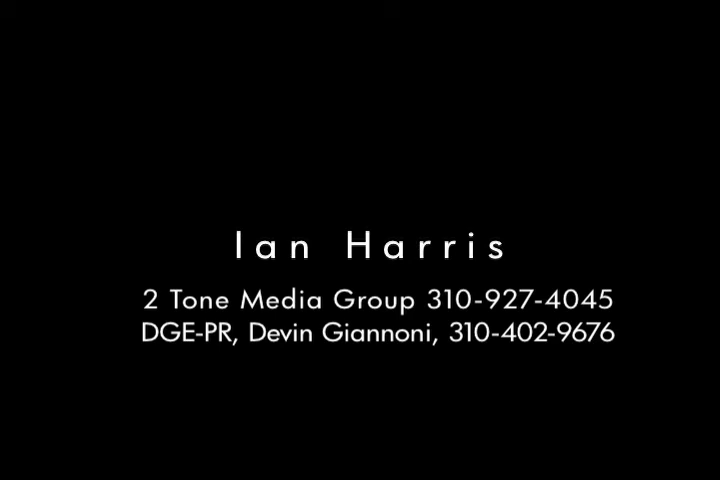 Ian Harris
2 Tone Media Group 310-927-4045
DGE-PR, Devin Giannoni, 310-402-9676